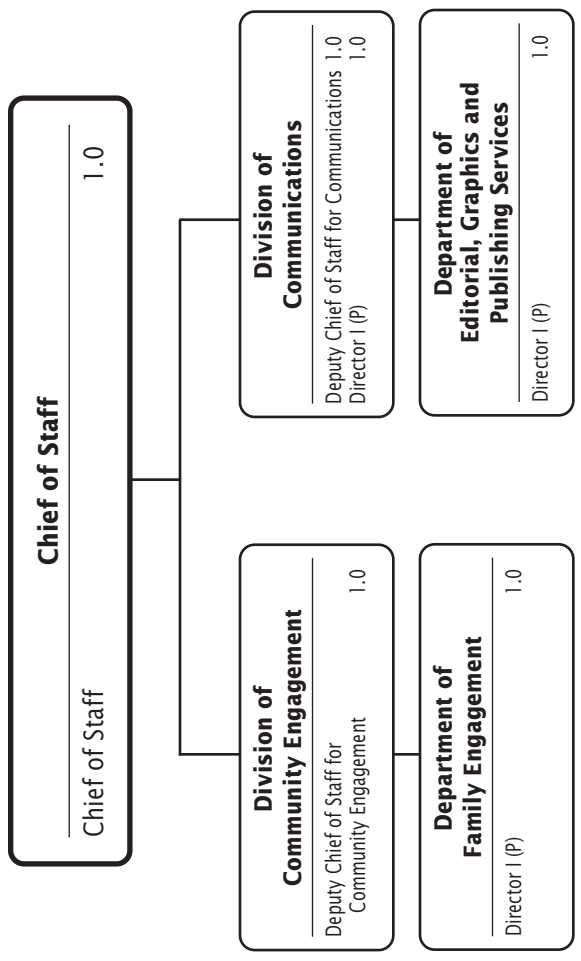 Chief of Staff
Chief of Staff 1.0
Division of
Community Engagement
Deputy Chief of Staff for
Community Engagement 1.0
Department of
Family Engagement
Director I (P) 1.0
Division of
Communications
Deputy Chief of Staff for Communications 1.0
Director I (P) 1.0
Department of
Editorial, Graphics and
Publishing Services
Director I (P) 1.0